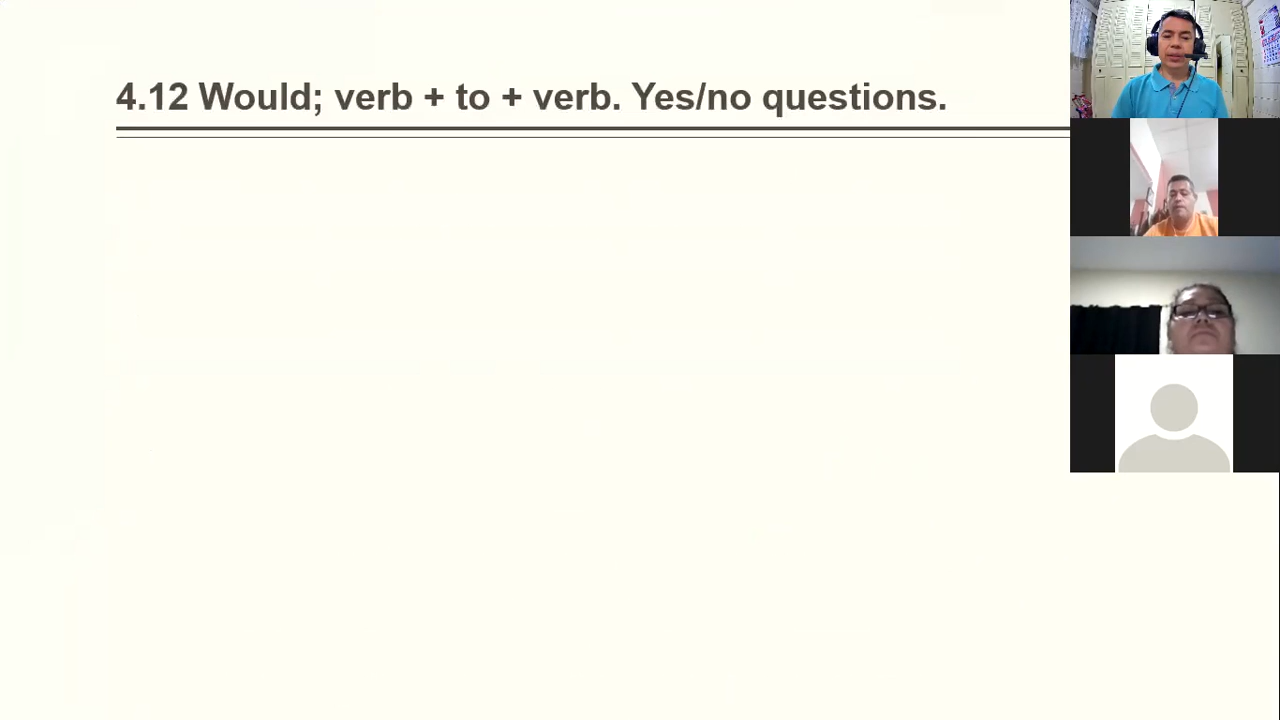 4.12 Would; verb + to + verb. Yes/no questions.